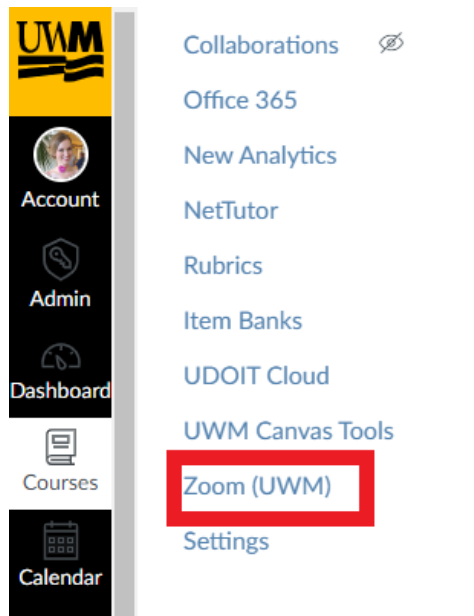 UWM
Account
Admin
Dashboard
Courses
Calendar
Collaborations
Office 365
New Analytics
NetTutor
Rubrics
Item Banks
UDOIT Cloud
UWM Canvas Tools
Zoom (UWM)
Settings